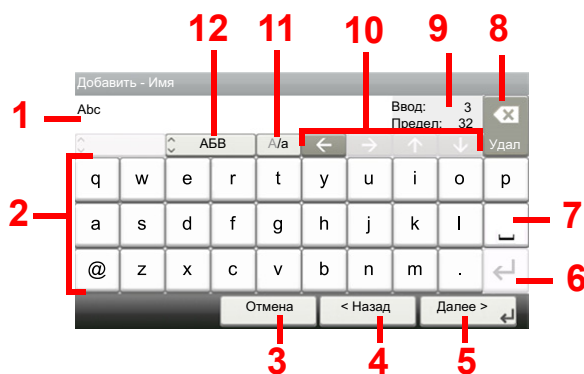 12 11 10 9 8
Добавить - Имя
1 Abc Ввод: 3
Предел: 32
АБВ A/a ← → ↑ ↓ Удал
q w e r t y u i o p
2 a s d f g h j k l 7
@ z x c v b n m . 6
Отмена < Назад Далее >
3 4 5